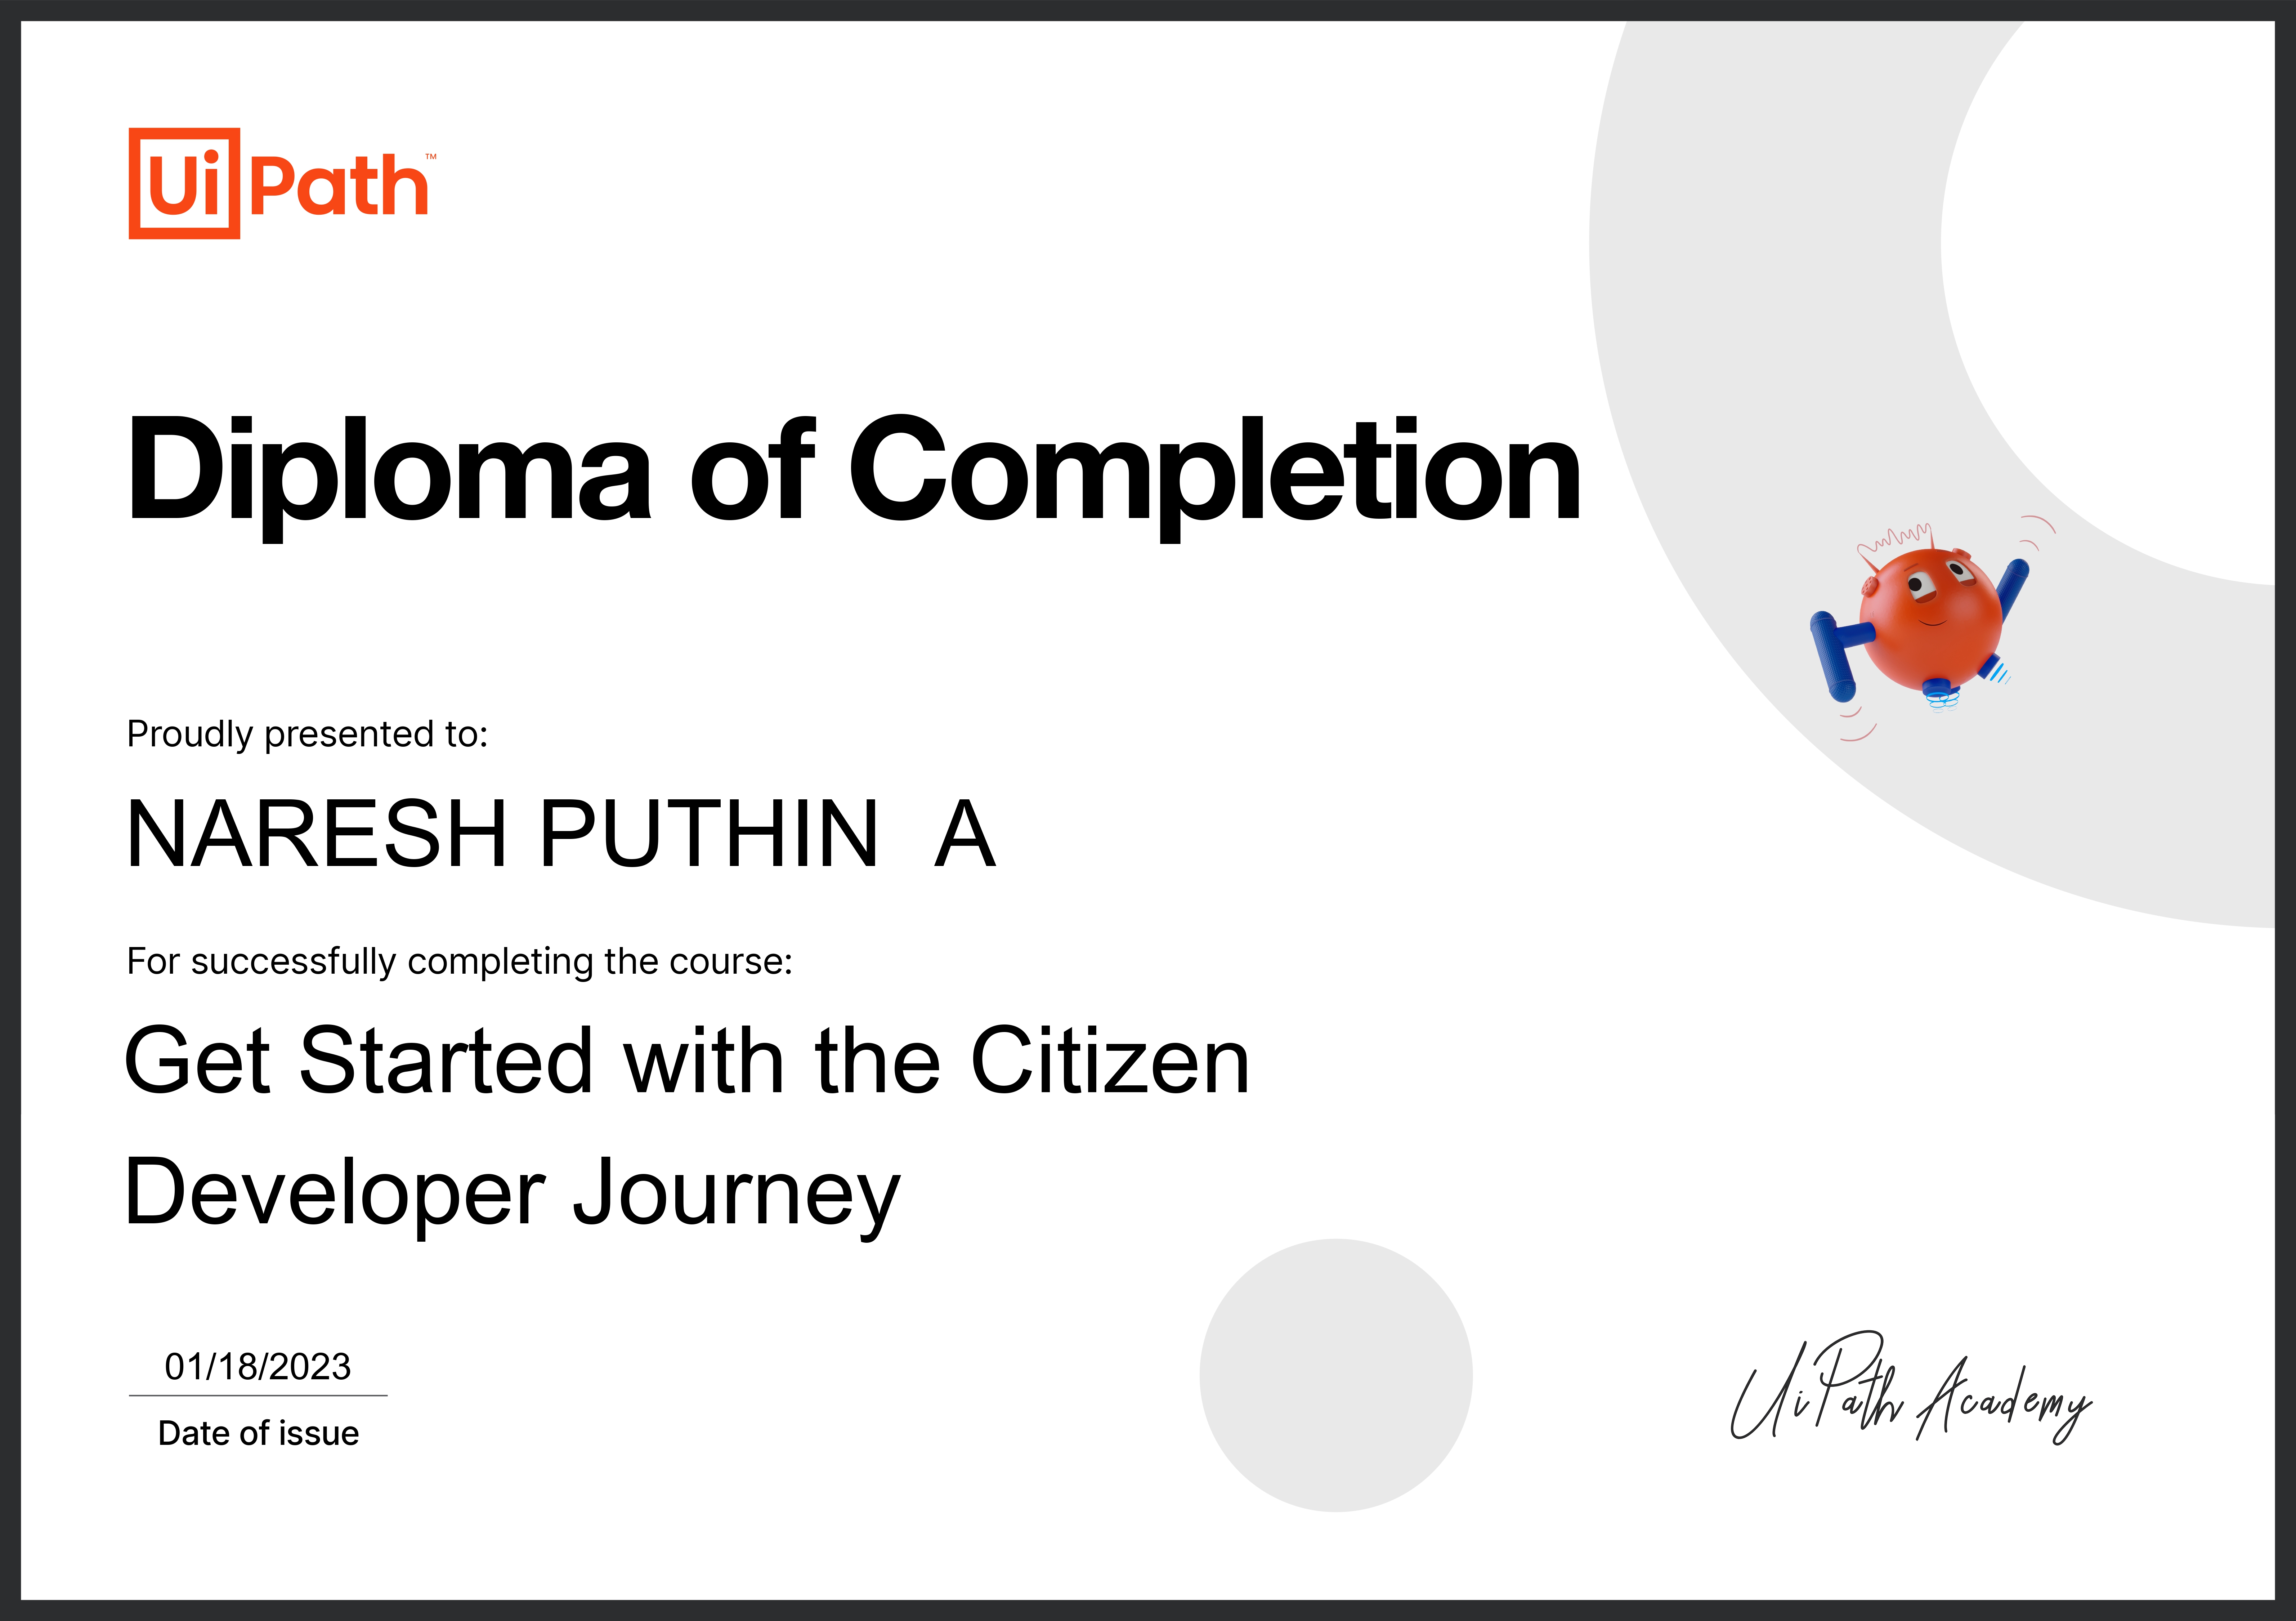 UiPath™
Diploma of Completion
Proudly presented to:
NARESH PUTHIN  A
For successfully completing the course:
Get Started with the Citizen
Developer Journey
01/18/2023
Date of issue
UiPath Academy